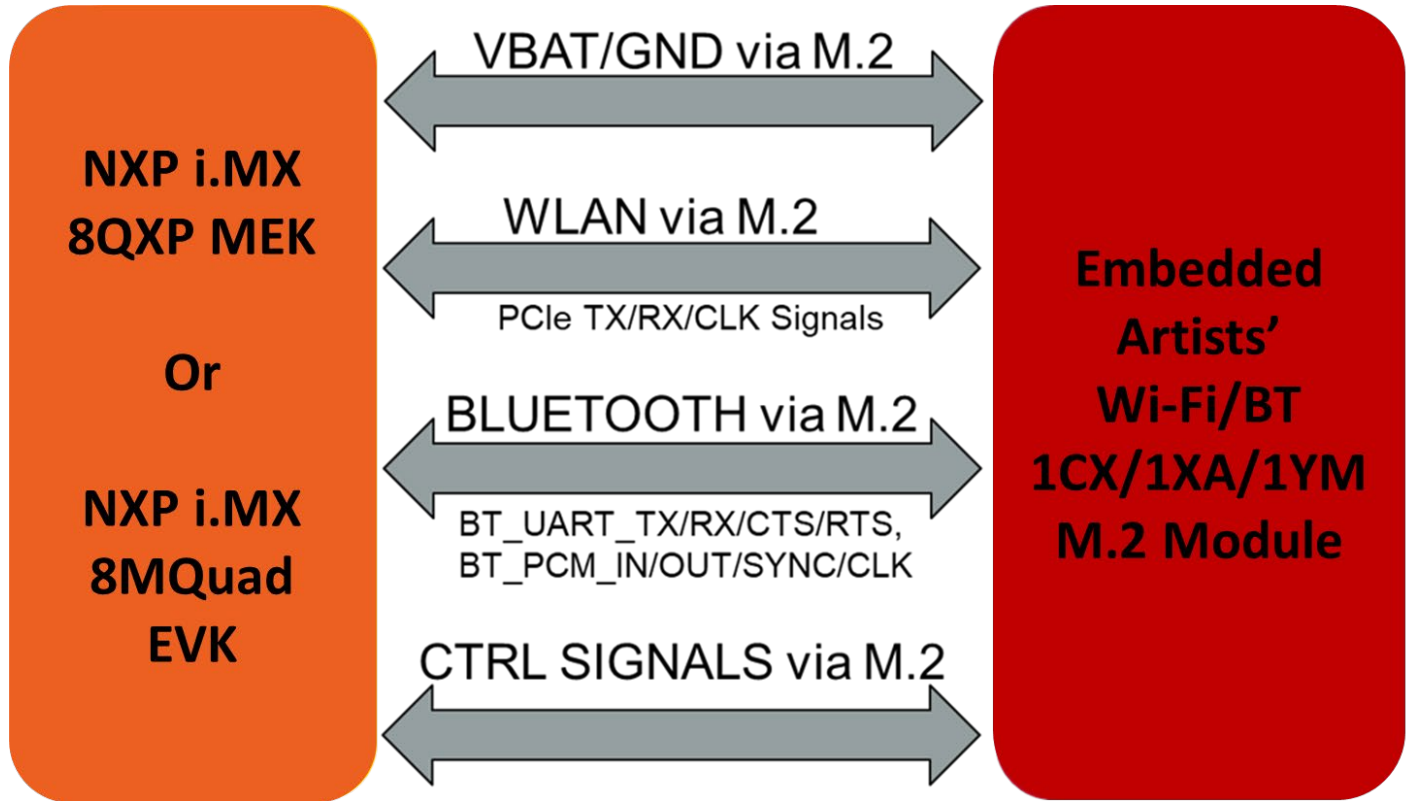 NXP i.MX
8QXP MEK
Or
NXP i.MX
8MQuad
EVK
VBAT/GND via M.2
WLAN via M.2
PCIe TX/RX/CLK Signals
BLUETOOTH via M.2
BT_UART_TX/RX/CTS/RTS,
BT_PCM_IN/OUT/SYNC/CLK
CTRL SIGNALS via M.2
Embedded
Artists’
Wi-Fi/BT
1CX/1XA/1YM
M.2 Module